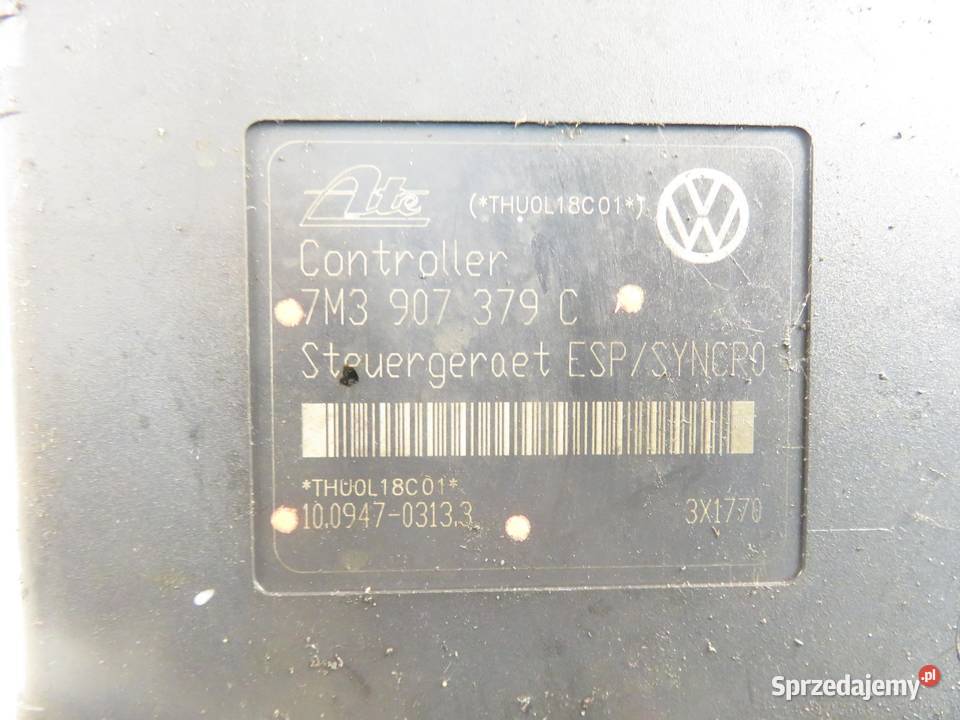 Ate (*THU0L18C01*)
Controller
7M3 907 379 C
Steuergeraet ESP/SYNCRO
*THU0L18C01*
10.0947-0313.3 3X1770
Sprzedajemy.pl